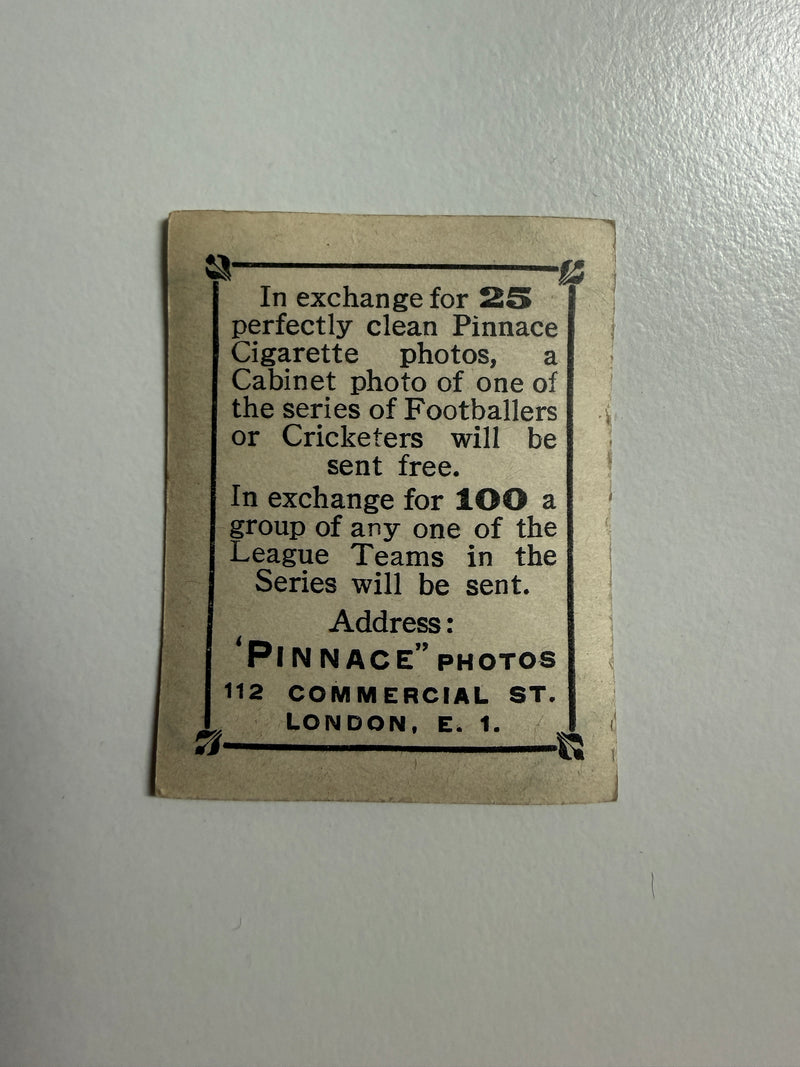 In exchange for 25
perfectly clean Pinnace
Cigarette photos, a
Cabinet photo of one of
the series of Footballers
or Cricketers will be
sent free.
In exchange for 100 a
group of any one of the
League Teams in the
Series will be sent.
Address:
‘PINNACE” PHOTOS
112 COMMERCIAL ST.
LONDON, E. 1.